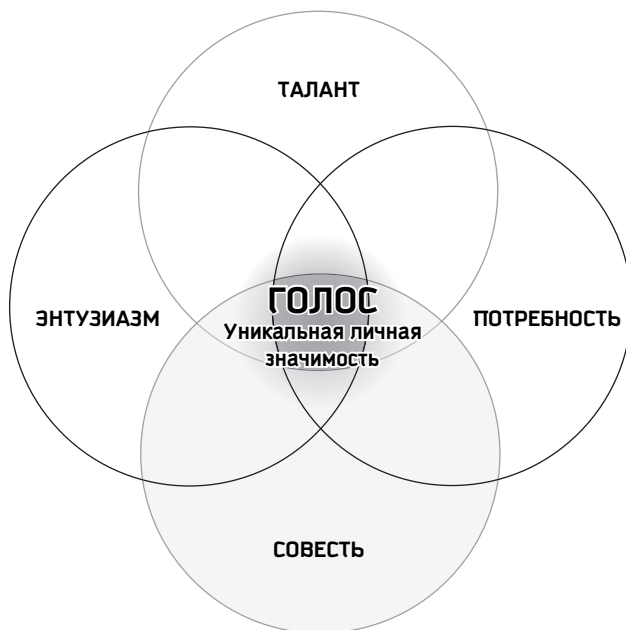 ТАЛАНТ
ЭНТУЗИАЗМ
ГОЛОС
Уникальная личная
значимость
ПОТРЕБНОСТЬ
СОВЕСТЬ